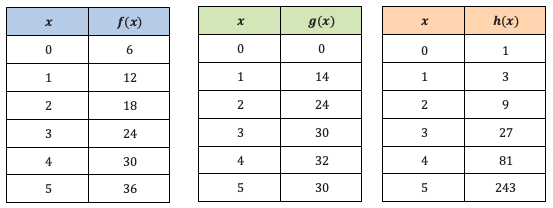 x f(x) x g(x) x h(x)
0 6 0 0 0 1
1 12 1 14 1 3
2 18 2 24 2 9
3 24 3 30 3 27
4 30 4 32 4 81
5 36 5 30 5 243